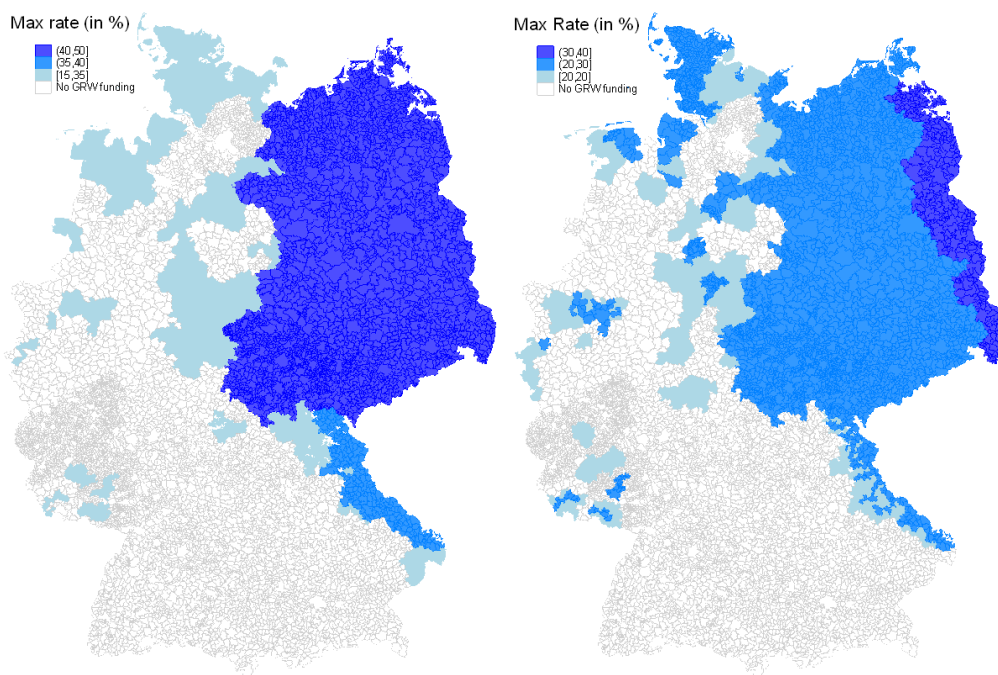 Max rate (in %)
(40,50]
(35,40]
[15,35]
No GRW funding
Max Rate (in %)
(30,40]
(20,30]
[20,20]
No GRW funding